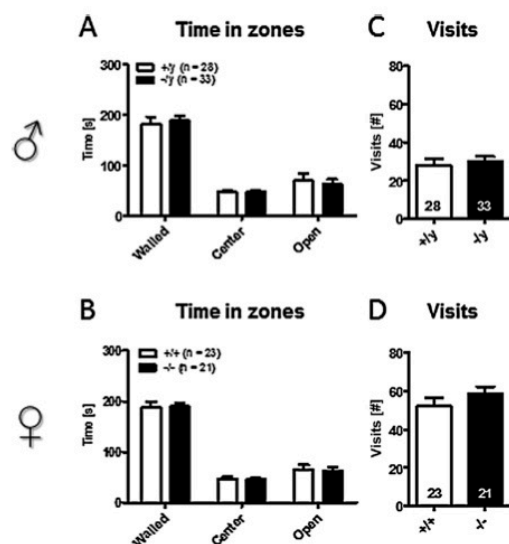 A Time in zones
+/y (n = 28)
-/y (n = 33)
Time [s]
300
200
100
0
Walled
Center
Open
C Visits
Visits [#]
80
60
40
20
0
28
33
+/y
-/y
B Time in zones
+/+ (n = 23)
-/- (n = 21)
Time [s]
300
200
100
0
Walled
Center
Open
D Visits
Visits [#]
80
60
40
20
0
23
21
+/+
-/-